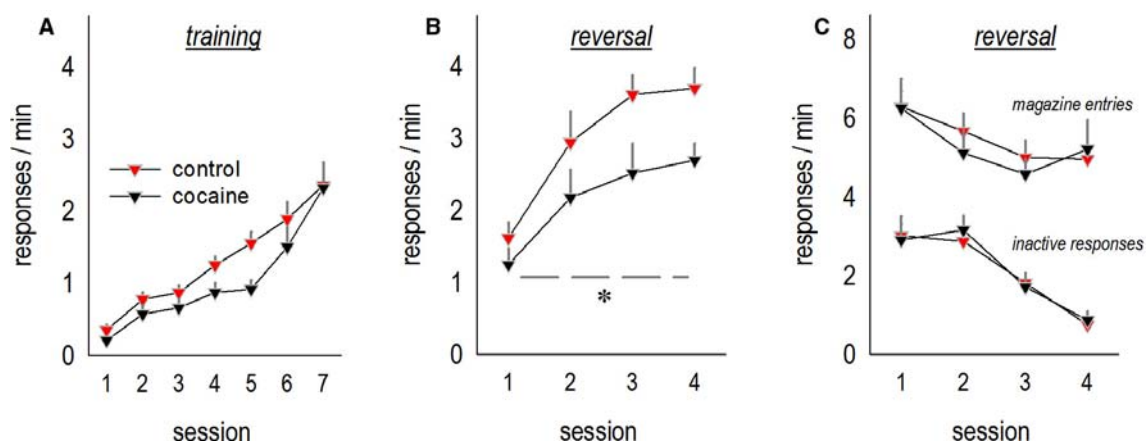 A
training
4
3
2
1
0
responses / min
control
cocaine
1 2 3 4 5 6 7
session
B
reversal
4
3
2
1
0
responses / min
*
1 2 3 4
session
C
reversal
8
6
4
2
0
responses / min
magazine entries
inactive responses
1 2 3 4
session